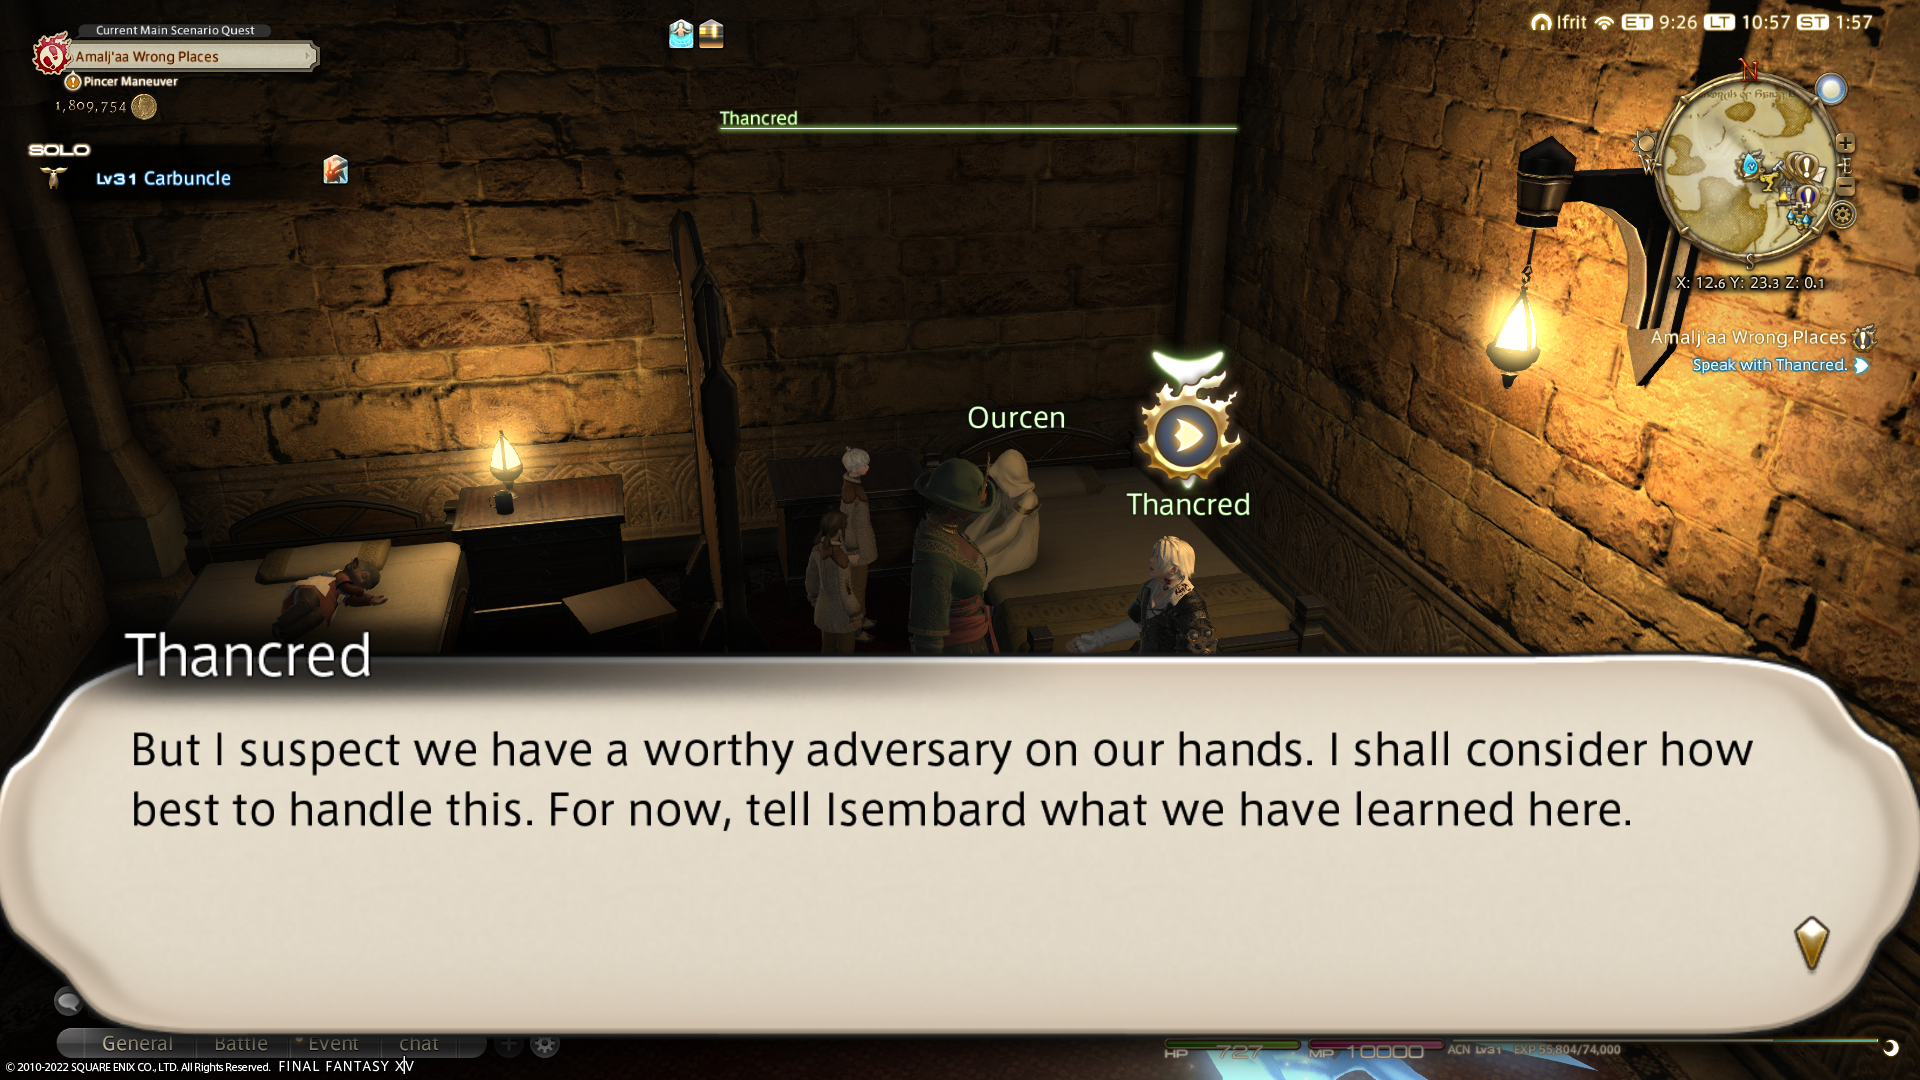 Current Main Scenario Quest
Amalj'aa Wrong Places
Pincer Maneuver
1,809,754
SOLO
Lv31 Carbuncle
Thancred
Ifrit ET 9:26 LT 10:57 ST 1:57
N
W
E
S
X: 12.6 Y: 23.3 Z: 0.1
Amalj'aa Wrong Places
Speak with Thancred.
Ourcen
Thancred
Thancred
But I suspect we have a worthy adversary on our hands. I shall consider how
best to handle this. For now, tell Isembard what we have learned here.
General Battle Event chat
HP 727 MP 10000 ACN Lv31 EXP 55,804/74,000
© 2010-2022 SQUARE ENIX CO., LTD. All Rights Reserved. FINAL FANTASY XIV